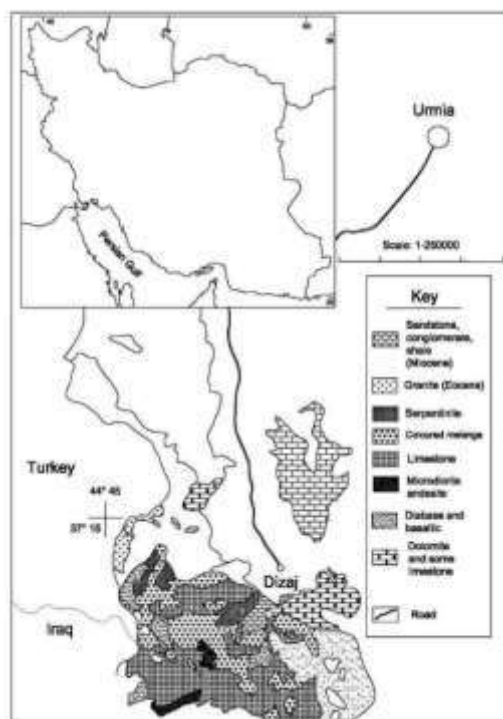 Persian Gulf
Urmia
Scale: 1-250000
Key
Sandstone,
conglomerate,
shale
(Miocene)
Granite (Eocene)
Serpentinite
Coloured melange
Limestone
Microdiorite
andesite
Diabase and
basaltic
Dolomite
and some
limestone
Road
Turkey
44° 45
37° 15
Dizaj
Iraq